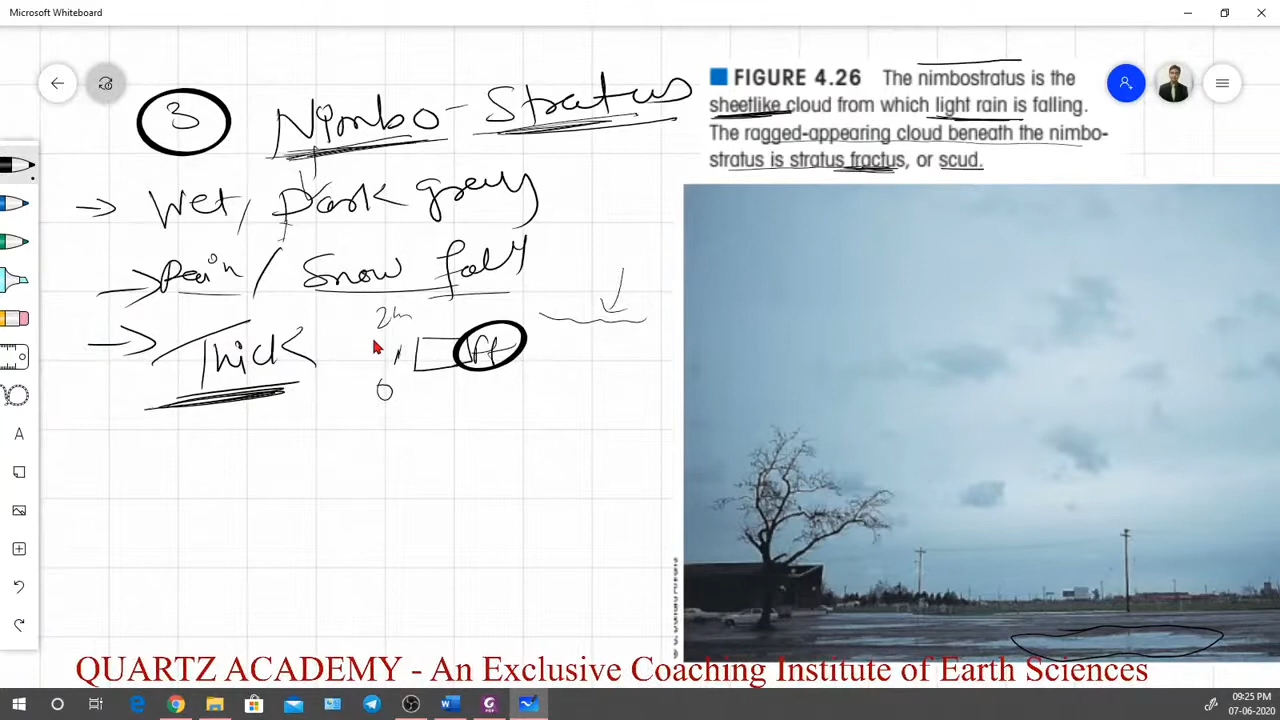 Microsoft Whiteboard
3 Nimbo-Stratus
→ Wet, Dark grey
→ Rain / Snow fall
→ Thick
2km
0
FIGURE 4.26 The nimbostratus is the
sheetlike cloud from which light rain is falling.
The ragged-appearing cloud beneath the nimbo-
stratus is stratus fractus, or scud.
QUARTZ ACADEMY - An Exclusive Coaching Institute of Earth Sciences
09:25 PM
07-06-2020